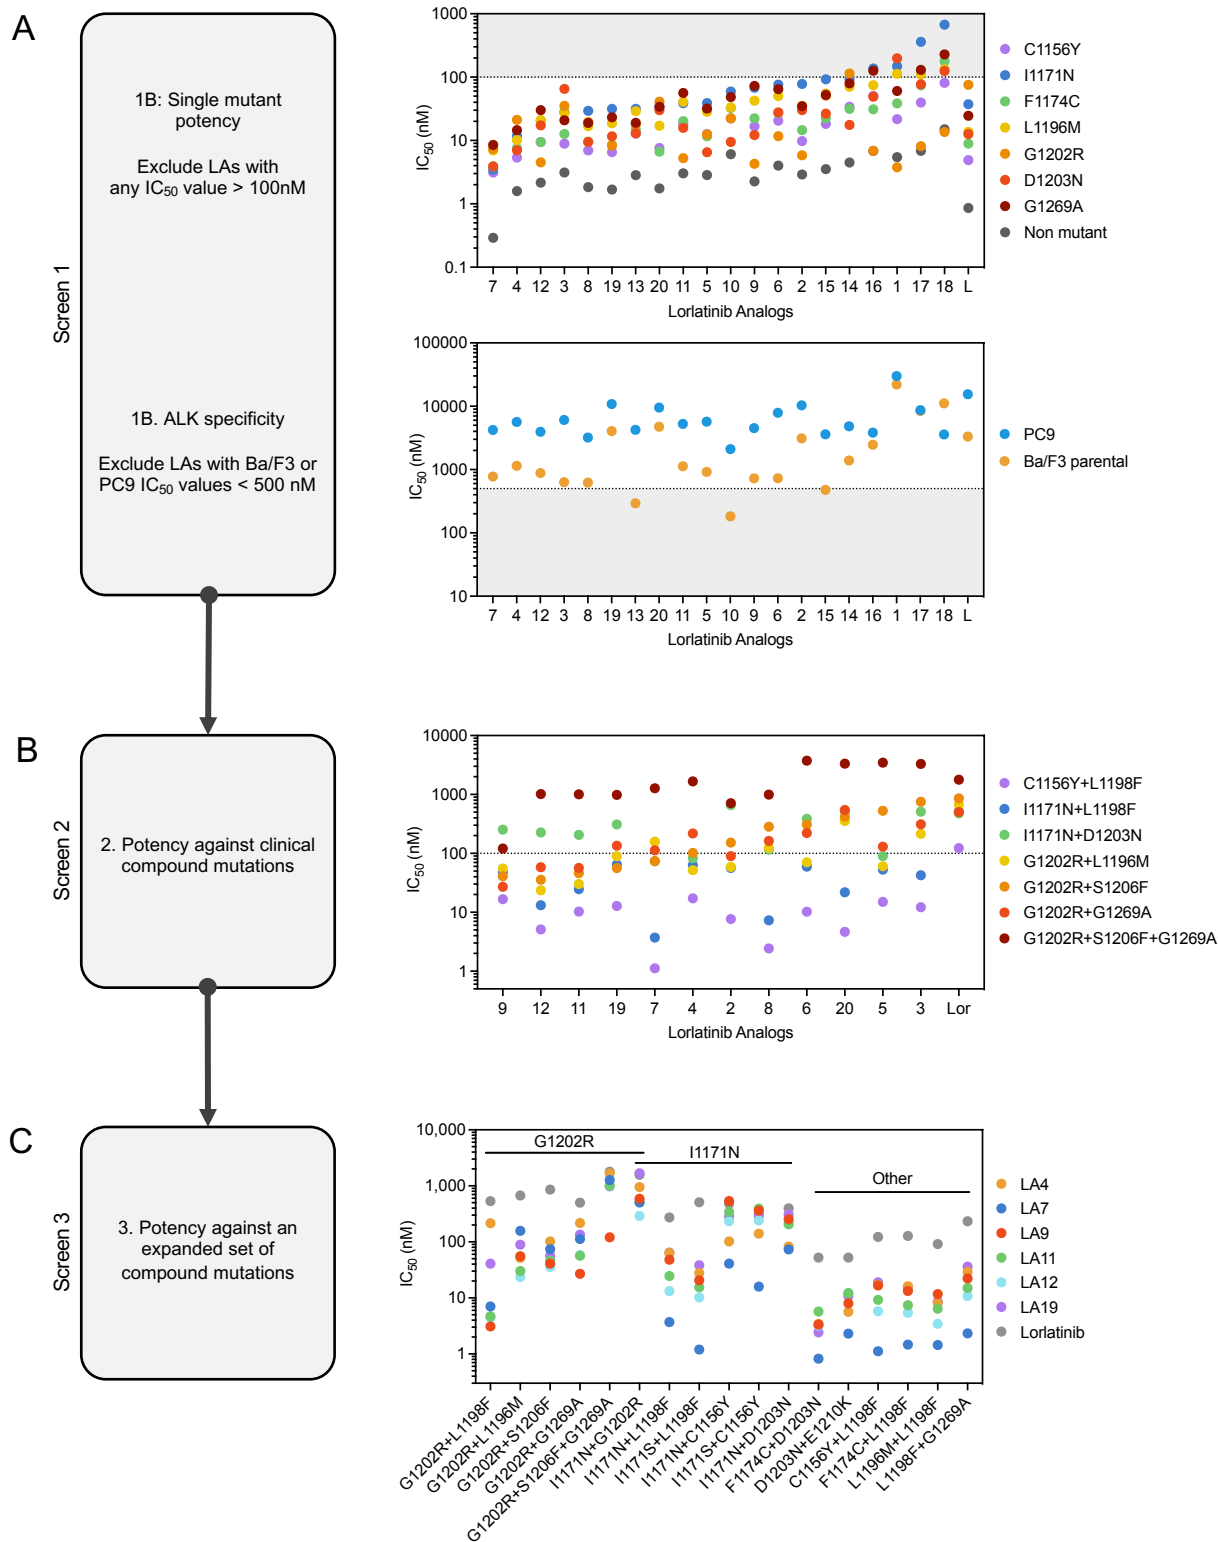 A
Screen 1
1B: Single mutant
potency
Exclude LAs with
any IC50 value > 100nM
1B. ALK specificity
Exclude LAs with Ba/F3 or
PC9 IC50 values < 500 nM
IC50 (nM)
1000
100
10
1
0.1
7 4 12 3 8 19 13 20 11 5 10 9 6 2 15 14 16 1 17 18 L
Lorlatinib Analogs
C1156Y
I1171N
F1174C
L1196M
G1202R
D1203N
G1269A
Non mutant
IC50 (nM)
100000
10000
1000
100
10
7 4 12 3 8 19 13 20 11 5 10 9 6 2 15 14 16 1 17 18 L
Lorlatinib Analogs
PC9
Ba/F3 parental
B
Screen 2
2. Potency against clinical
compound mutations
IC50 (nM)
1000
1000
100
10
1
9 12 11 19 7 4 2 8 6 20 5 3 Lor
Lorlatinib Analogs
C1156Y+L1198F
I1171N+L1198F
I1171N+D1203N
G1202R+L1196M
G1202R+S1206F
G1202R+G1269A
G1202R+S1206F+G1269A
C
Screen 3
3. Potency against an
expanded set of
compound mutations
IC50 (nM)
10,000
1,000
100
10
1
G1202R
I1171N
Other
G1202R+L1198F
G1202R+L1196M
G1202R+S1206F
G1202R+G1269A
G1202R+S1206F+G1269A
I1171N+G1202R
I1171N+L1198F
I1171S+L1198F
I1171N+C1156Y
I1171S+C1156Y
I1171N+D1203N
F1174C+D1203N
D1203N+E1210K
C1156Y+L1198F
F1174C+L1198F
L1196M+L1198F
L1198F+G1269A
LA4
LA7
LA9
LA11
LA12
LA19
Lorlatinib